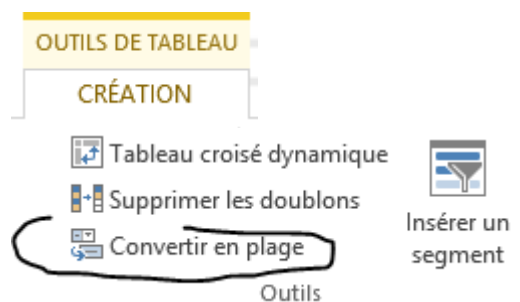 OUTILS DE TABLEAU
CRÉATION
Tableau croisé dynamique
Supprimer les doublons
Convertir en plage
Insérer un
segment
Outils